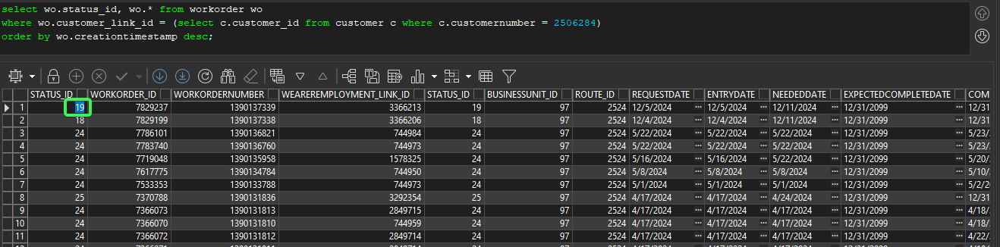 select wo.status_id, wo.* from workorder wo
where wo.customer_link_id = (select c.customer_id from customer c where c.customernumber = 2506284)
order by wo.creationtimestamp desc;
STATUS_ID WORKORDER_ID WORKORDERNUMBER WEAREREMPLOYMENT_LINK_ID STATUS_ID BUSINESSUNIT_ID ROUTE_ID REQUESTDATE ENTRYDATE NEEDEDDATE EXPECTEDCOMPLETEDATE COM
1 19 7829237 1390137339 3366213 19 97 2524 12/5/2024 ... 12/5/2024 ... 12/11/2024 ... 12/31/2099 ... 12/31
2 18 7829199 1390137338 3366206 18 97 2524 12/4/2024 ... 12/4/2024 ... 12/11/2024 ... 12/31/2099 ... 12/31
3 24 7786101 1390136821 744984 24 97 2524 5/22/2024 ... 5/22/2024 ... 5/22/2024 ... 12/31/2099 ... 5/23/
4 24 7783740 1390136760 744973 24 97 2524 5/22/2024 ... 5/22/2024 ... 5/22/2024 ... 12/31/2099 ... 5/23/
5 24 7719048 1390135958 1578325 24 97 2524 5/16/2024 ... 5/16/2024 ... 5/22/2024 ... 12/31/2099 ... 5/20/
6 24 7617775 1390134784 744950 24 97 2524 5/8/2024 ... 5/8/2024 ... 5/8/2024 ... 12/31/2099 ... 5/10/
7 24 7533353 1390133788 744973 24 97 2524 5/1/2024 ... 5/1/2024 ... 5/1/2024 ... 12/31/2099 ... 5/2/2
8 25 7370788 1390131836 3292354 25 97 2524 4/17/2024 ... 4/17/2024 ... 4/24/2024 ... 12/31/2099 ... 12/31
9 24 7366073 1390131813 2849715 24 97 2524 4/17/2024 ... 4/17/2024 ... 4/17/2024 ... 12/31/2099 ... 4/18/
10 24 7366070 1390131810 744959 24 97 2524 4/17/2024 ... 4/17/2024 ... 4/17/2024 ... 12/31/2099 ... 4/18/
11 24 7366072 1390131812 2849714 24 97 2524 4/17/2024 ... 4/17/2024 ... 4/17/2024 ... 12/31/2099 ... 4/22/